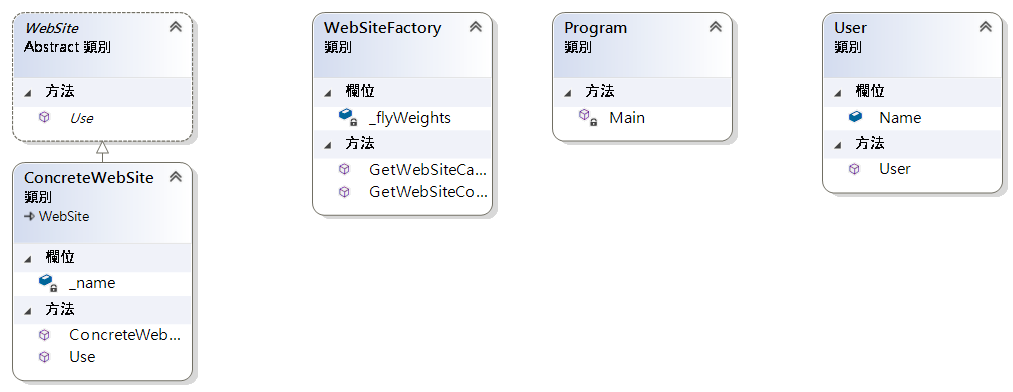 WebSite
Abstract 類別
方法
Use
ConcreteWebSite
類別
WebSite
欄位
_name
方法
ConcreteWeb...
Use
WebSiteFactory
類別
欄位
_flyWeights
方法
GetWebSiteCa...
GetWebSiteCo...
Program
類別
方法
Main
User
類別
欄位
Name
方法
User